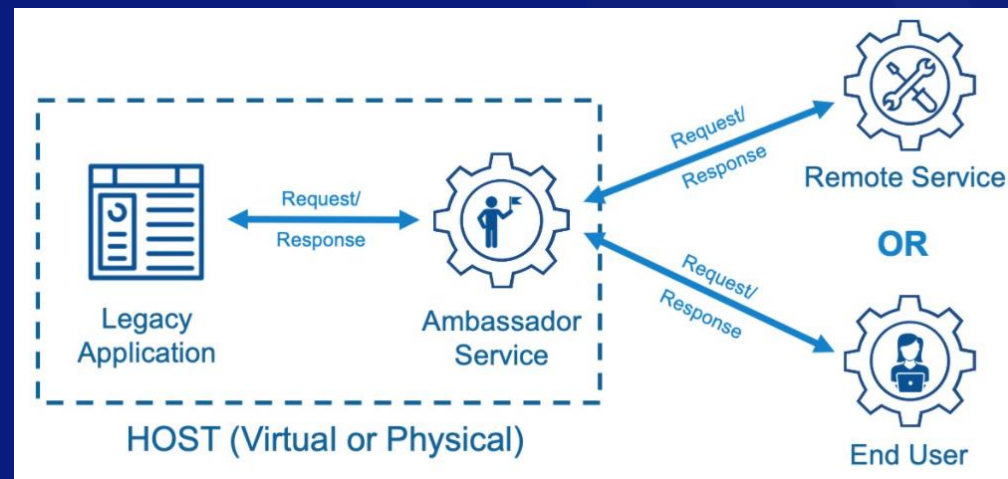 Request/
Response
Legacy
Application
Ambassador
Service
HOST (Virtual or Physical)
Request/
Response
Remote Service
OR
Request/
Response
End User